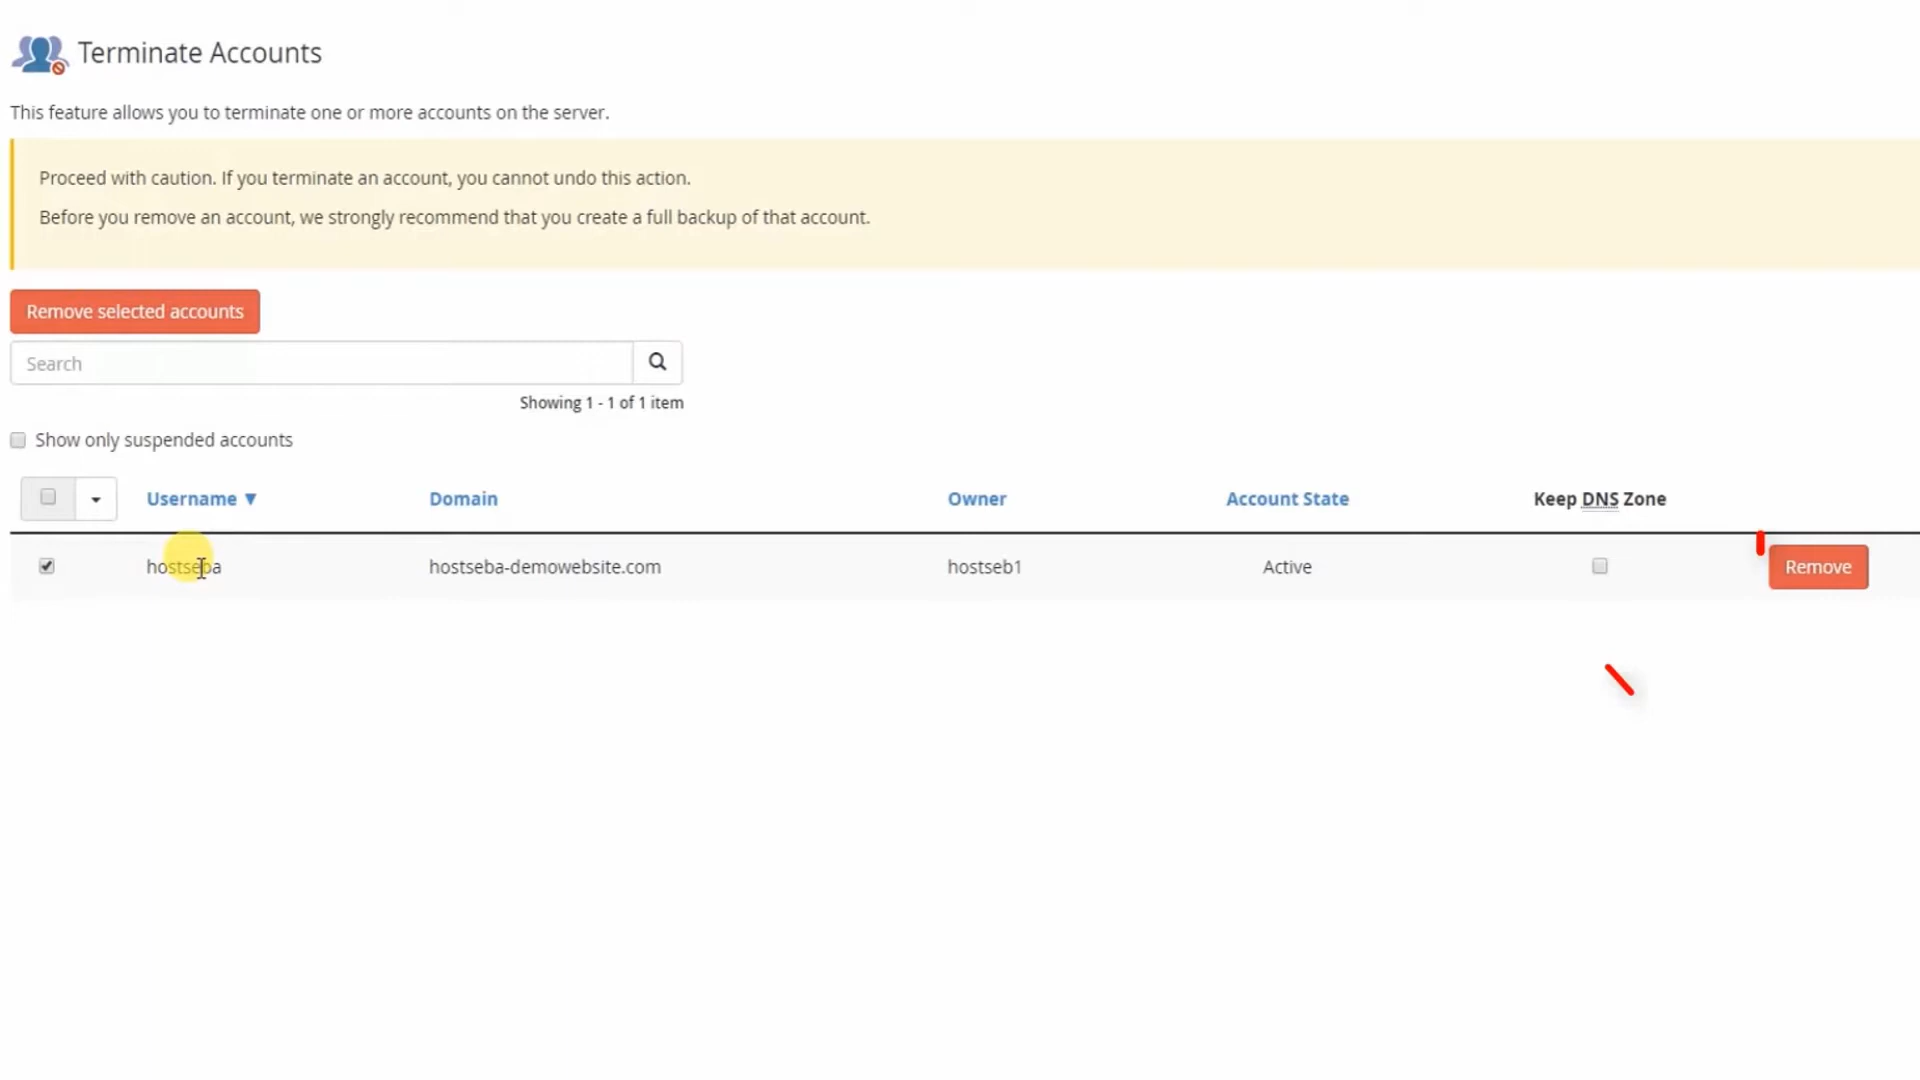 Terminate Accounts
This feature allows you to terminate one or more accounts on the server.
Proceed with caution. If you terminate an account, you cannot undo this action.
Before you remove an account, we strongly recommend that you create a full backup of that account.
Remove selected accounts
Search
Showing 1 - 1 of 1 item
Show only suspended accounts
Username ▼ Domain Owner Account State Keep DNS Zone
hostseba hostseba-demowebsite.com hostseb1 Active Remove